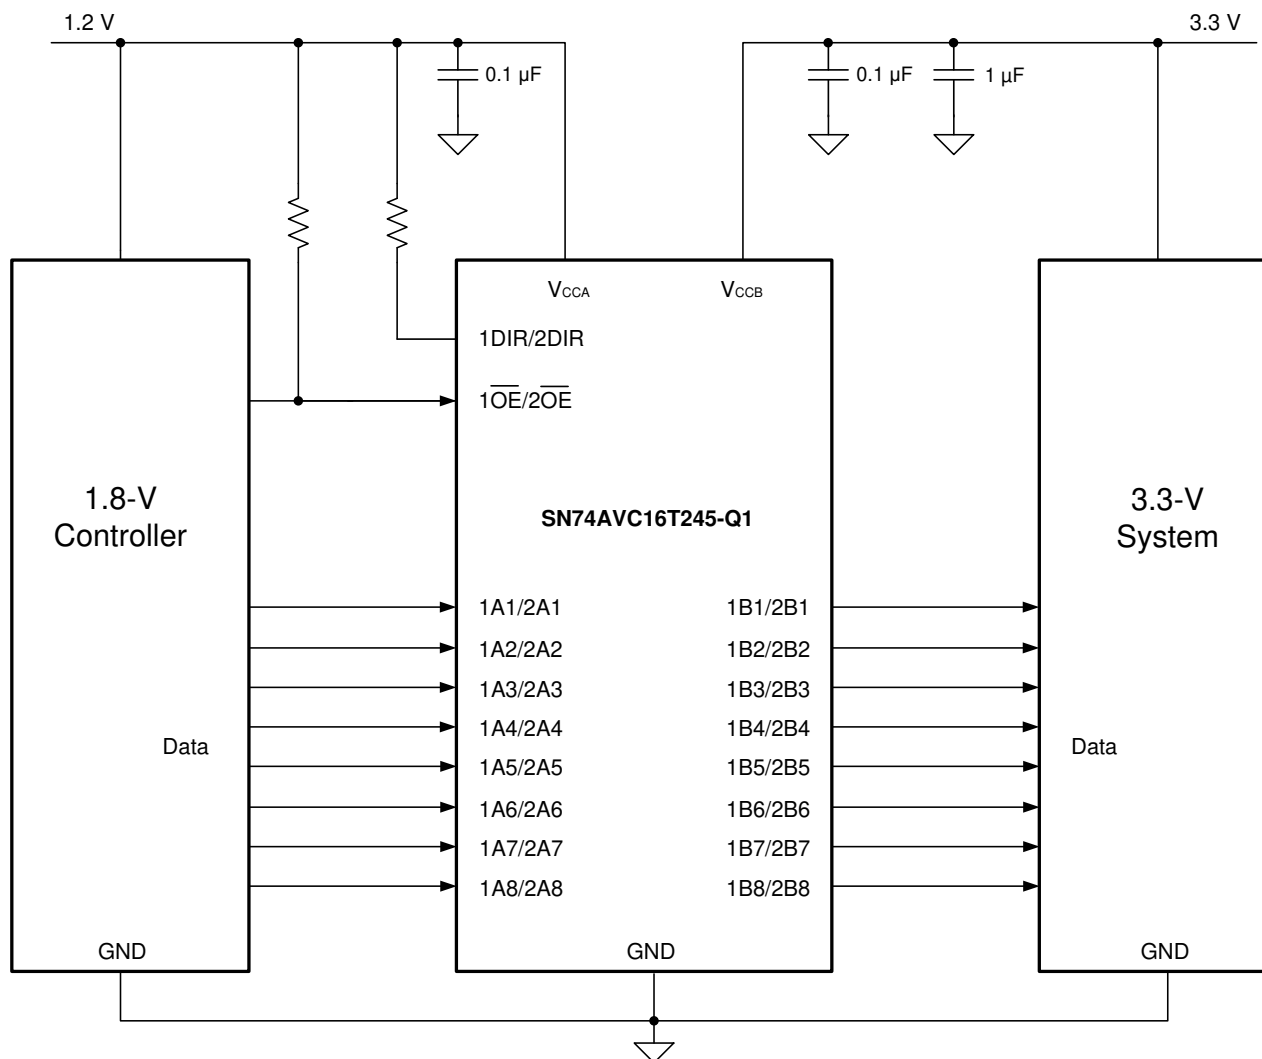 1.2 V
3.3 V
0.1 µF
0.1 µF
1 µF
VCCA
VCCB
1DIR/2DIR
1O̅E̅/2O̅E̅
1.8-V
Controller
SN74AVC16T245-Q1
3.3-V
System
1A1/2A1
1B1/2B1
1A2/2A2
1B2/2B2
1A3/2A3
1B3/2B3
1A4/2A4
1B4/2B4
Data
Data
1A5/2A5
1B5/2B5
1A6/2A6
1B6/2B6
1A7/2A7
1B7/2B7
1A8/2A8
1B8/2B8
GND
GND
GND